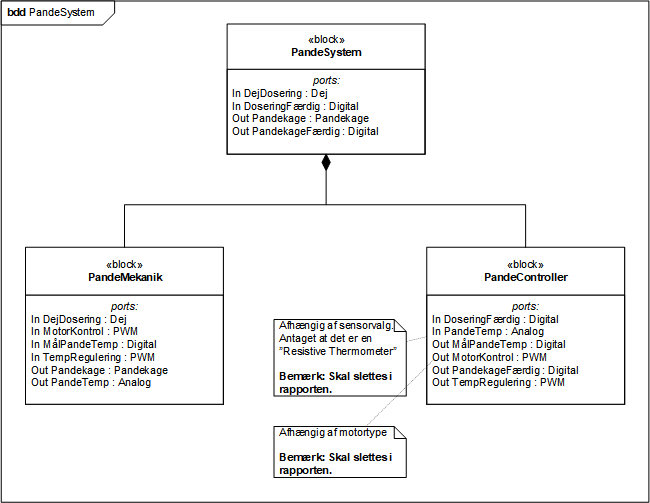 bdd PandeSystem
«block»
PandeSystem
ports:
In DejDosering : Dej
In DoseringFærdig : Digital
Out Pandekage : Pandekage
Out PandekageFærdig : Digital
«block»
PandeMekanik
ports:
In DejDosering : Dej
In MotorKontrol : PWM
In MålPandeTemp : Digital
In TempRegulering : PWM
Out Pandekage : Pandekage
Out PandeTemp : Analog
«block»
PandeController
ports:
In DoseringFærdig : Digital
In PandeTemp : Analog
Out MålPandeTemp : Digital
Out MotorKontrol : PWM
Out PandekageFærdig : Digital
Out TempRegulering : PWM
Afhængig af sensorvalg.
Antaget at det er en
”Resistive Thermometer”
Bemærk: Skal slettes i
rapporten.
Afhængig af motortype
Bemærk: Skal slettes i
rapporten.